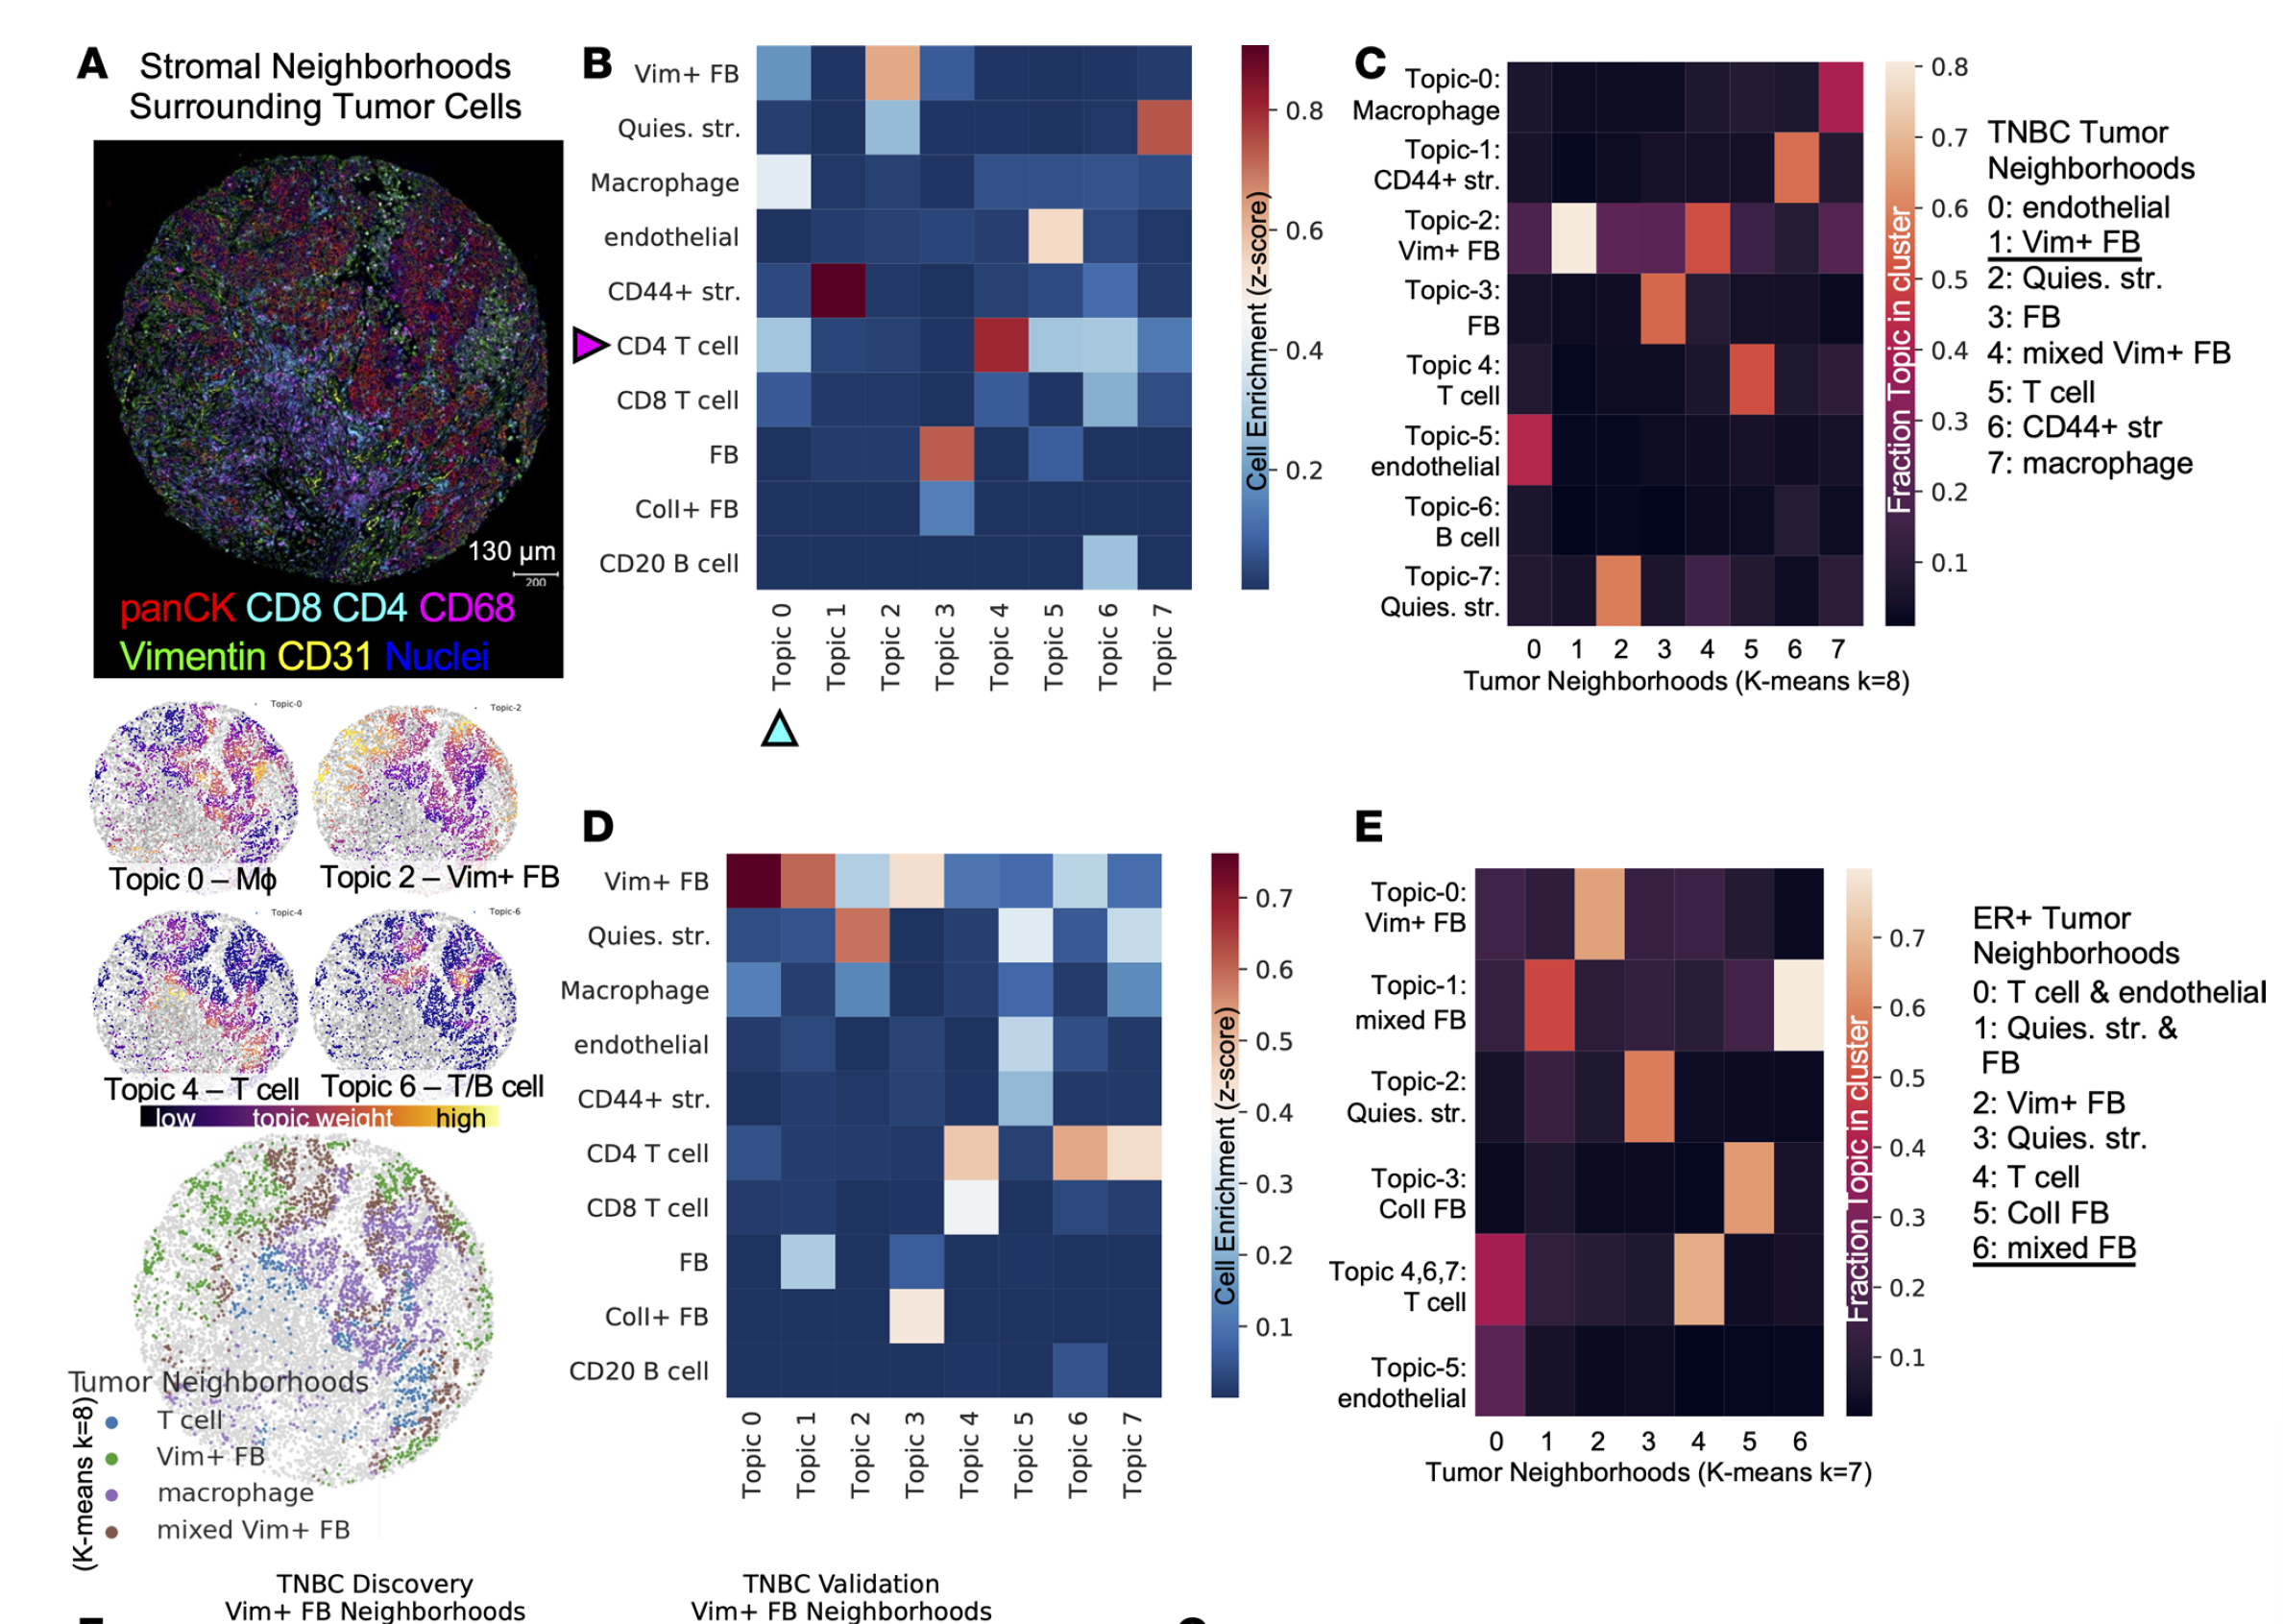 A
Stromal Neighborhoods
Surrounding Tumor Cells
130 µm
200
panCK CD8 CD4 CD68
Vimentin CD31 Nuclei
Topic-0
Topic-2
Topic 0 – Mϕ
Topic 2 – Vim+ FB
Topic-4
Topic-6
Topic 4 – T cell
Topic 6 – T/B cell
low topic weight high
Tumor Neighborhoods
(K-means k=8)
T cell
Vim+ FB
macrophage
mixed Vim+ FB
B
Vim+ FB
Quies. str.
Macrophage
endothelial
CD44+ str.
CD4 T cell
CD8 T cell
FB
ColI+ FB
CD20 B cell
Topic 0
Topic 1
Topic 2
Topic 3
Topic 4
Topic 5
Topic 6
Topic 7
Cell Enrichment (z-score)
0.8
0.6
0.4
0.2
C
Topic-0:
Macrophage
Topic-1:
CD44+ str.
Topic-2:
Vim+ FB
Topic-3:
FB
Topic 4:
T cell
Topic-5:
endothelial
Topic-6:
B cell
Topic-7:
Quies. str.
0 1 2 3 4 5 6 7
Tumor Neighborhoods (K-means k=8)
Fraction Topic in cluster
0.8
0.7
0.6
0.5
0.4
0.3
0.2
0.1
TNBC Tumor
Neighborhoods
0: endothelial
1: Vim+ FB
2: Quies. str.
3: FB
4: mixed Vim+ FB
5: T cell
6: CD44+ str
7: macrophage
D
Vim+ FB
Quies. str.
Macrophage
endothelial
CD44+ str.
CD4 T cell
CD8 T cell
FB
ColI+ FB
CD20 B cell
Topic 0
Topic 1
Topic 2
Topic 3
Topic 4
Topic 5
Topic 6
Topic 7
Cell Enrichment (z-score)
0.7
0.6
0.5
0.4
0.3
0.2
0.1
E
Topic-0:
Vim+ FB
Topic-1:
mixed FB
Topic-2:
Quies. str.
Topic-3:
ColI FB
Topic 4,6,7:
T cell
Topic-5:
endothelial
0 1 2 3 4 5 6
Tumor Neighborhoods (K-means k=7)
Fraction Topic in cluster
0.7
0.6
0.5
0.4
0.3
0.2
0.1
ER+ Tumor
Neighborhoods
0: T cell & endothelial
1: Quies. str. &
FB
2: Vim+ FB
3: Quies. str.
4: T cell
5: ColI FB
6: mixed FB
TNBC Discovery
Vim+ FB Neighborhoods
TNBC Validation
Vim+ FB Neighborhoods